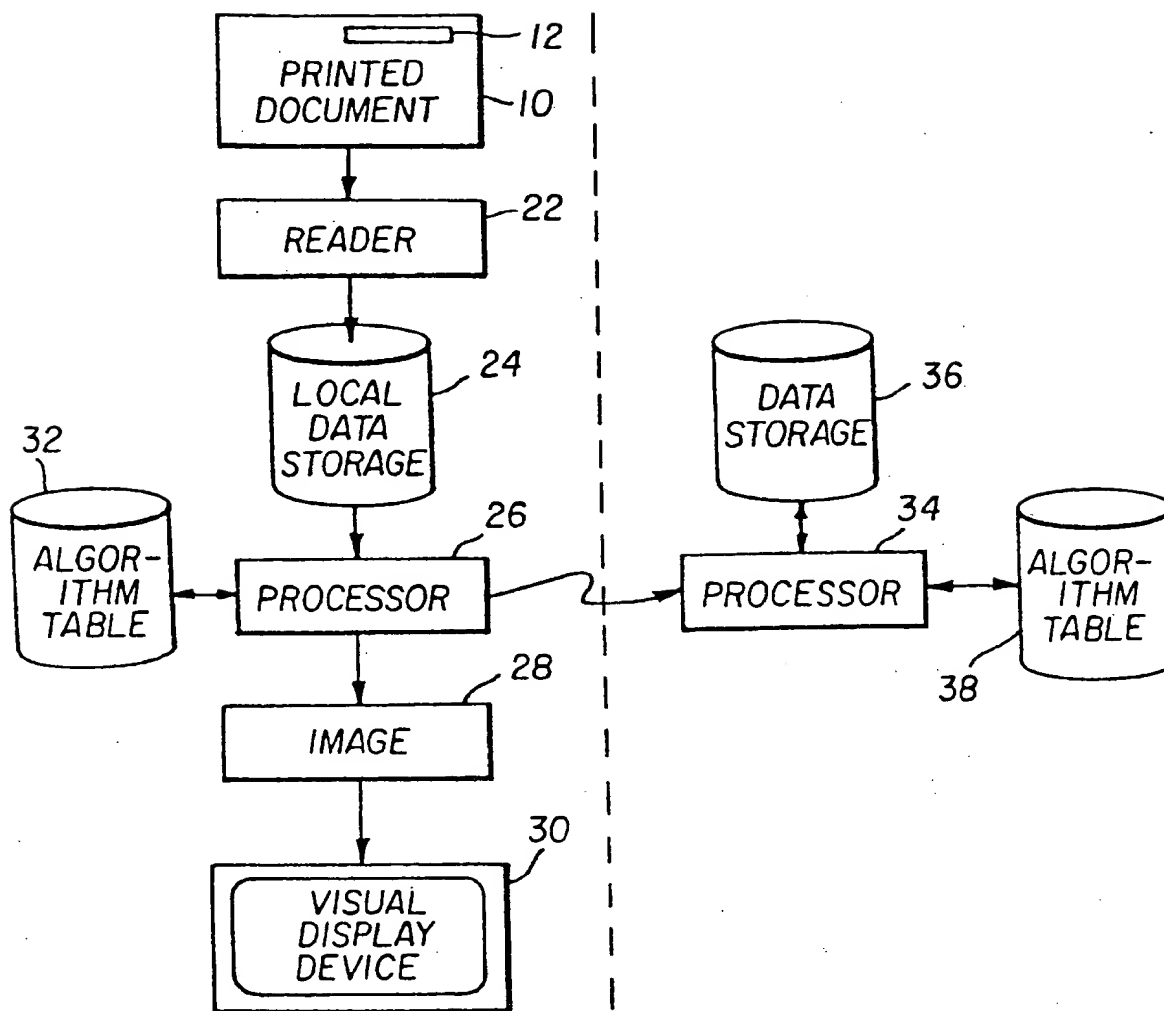 12
PRINTED
DOCUMENT
10
22
READER
24
LOCAL
DATA
STORAGE
36
DATA
STORAGE
32
ALGOR-
ITHM
TABLE
26
PROCESSOR
34
PROCESSOR
ALGOR-
ITHM
TABLE
38
28
IMAGE
30
VISUAL
DISPLAY
DEVICE